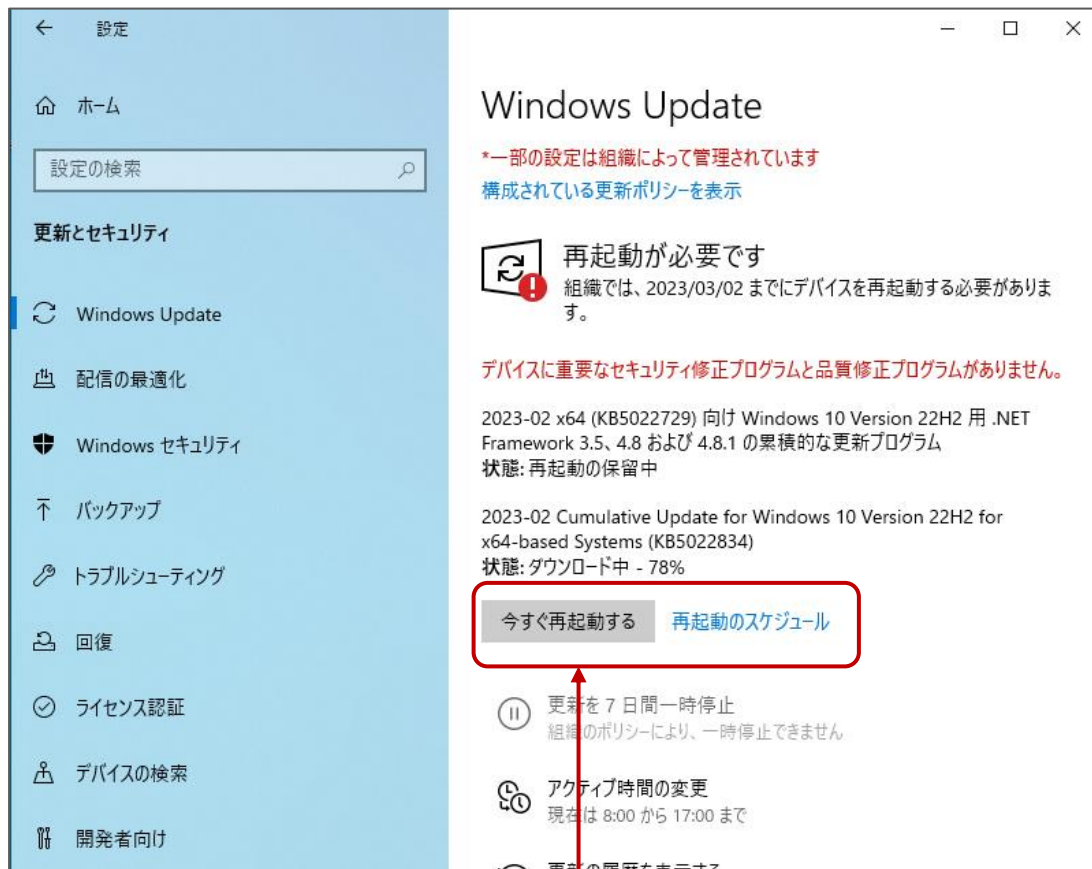 設定
ホーム
設定の検索
更新とセキュリティ
Windows Update
配信の最適化
Windows セキュリティ
バックアップ
トラブルシューティング
回復
ライセンス認証
デバイスの検索
開発者向け
Windows Update
*一部の設定は組織によって管理されています
構成されている更新ポリシーを表示
再起動が必要です
組織では、2023/03/02 までにデバイスを再起動する必要がありま
す。
デバイスに重要なセキュリティ修正プログラムと品質修正プログラムがありません。
2023-02 x64 (KB5022729) 向け Windows 10 Version 22H2 用 .NET
Framework 3.5、4.8 および 4.8.1 の累積的な更新プログラム
状態: 再起動の保留中
2023-02 Cumulative Update for Windows 10 Version 22H2 for
x64-based Systems (KB5022834)
状態: ダウンロード中 - 78%
今すぐ再起動する 再起動のスケジュール
更新を 7 日間一時停止
組織のポリシーにより、一時停止できません
アクティブ時間の変更
現在は 8:00 から 17:00 まで
更新の履歴を表示する